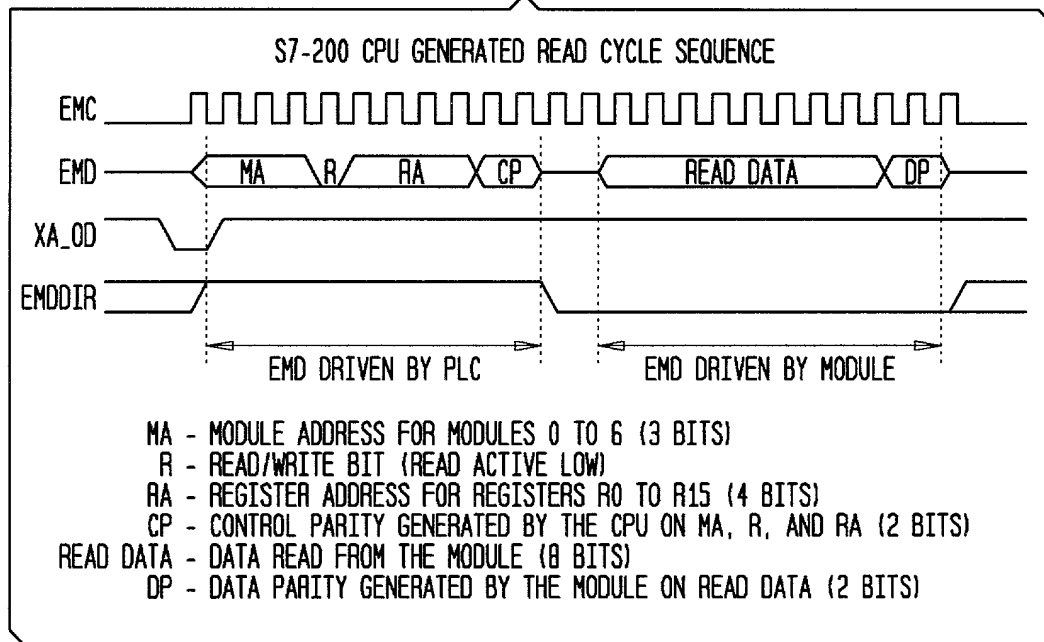 S7-200 CPU GENERATED READ CYCLE SEQUENCE
EMC
EMD MA R RA CP READ DATA DP
XA_OD
EMDDIR
EMD DRIVEN BY PLC EMD DRIVEN BY MODULE
MA - MODULE ADDRESS FOR MODULES 0 TO 6 (3 BITS)
R - READ/WRITE BIT (READ ACTIVE LOW)
RA - REGISTER ADDRESS FOR REGISTERS R0 TO R15 (4 BITS)
CP - CONTROL PARITY GENERATED BY THE CPU ON MA, R, AND RA (2 BITS)
READ DATA - DATA READ FROM THE MODULE (8 BITS)
DP - DATA PARITY GENERATED BY THE MODULE ON READ DATA (2 BITS)